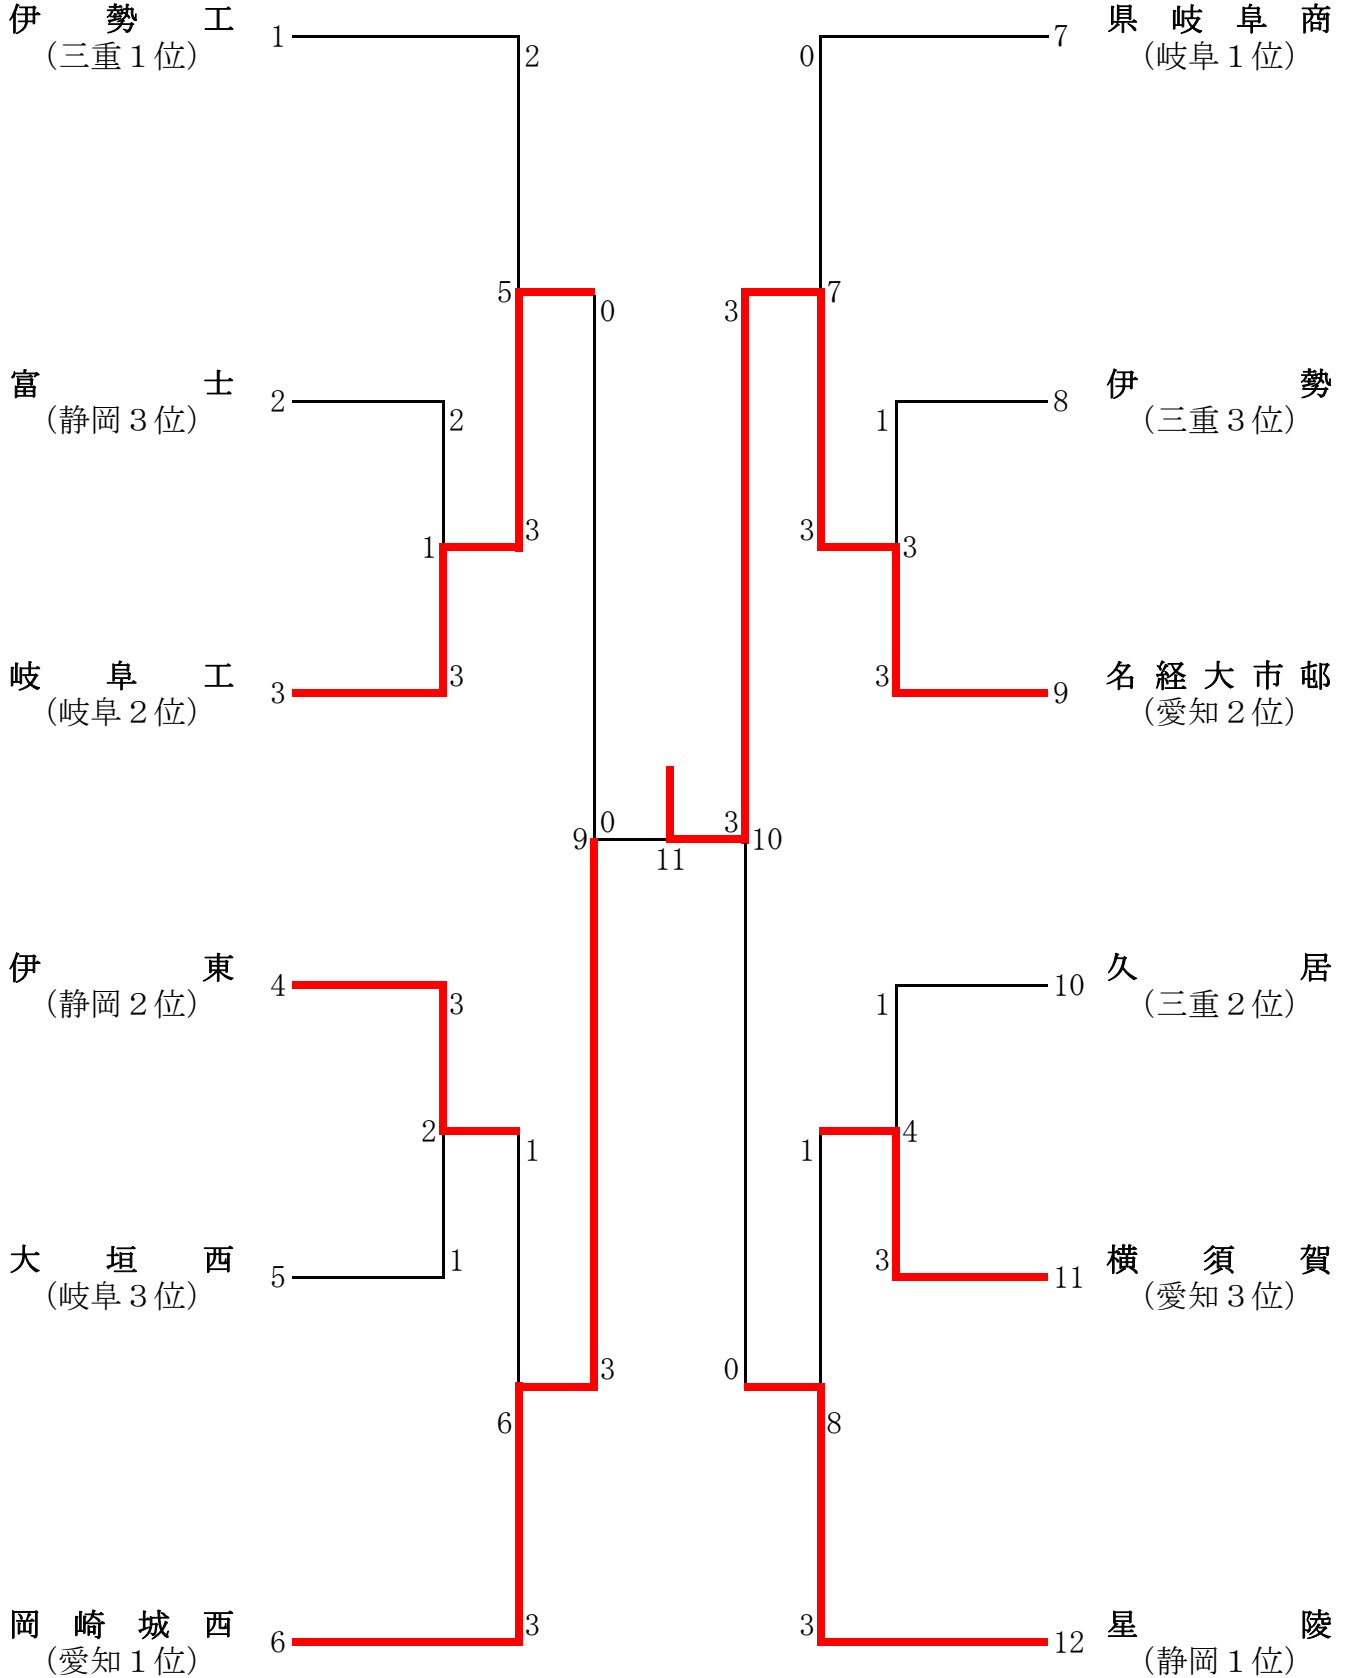 伊勢工
(三重１位)
1
2
富士
(静岡３位)
2
2
5
0
1
3
岐阜工
(岐阜２位)
3
3
伊東
(静岡２位)
4
3
2
1
大垣西
(岐阜３位)
5
1
6
3
岡崎城西
(愛知１位)
6
3
9
0
11
3
10
0
7
県岐阜商
(岐阜１位)
3
7
1
8
伊勢
(三重３位)
3
3
3
9
名経大市邨
(愛知２位)
1
10
久居
(三重２位)
1
4
3
11
横須賀
(愛知３位)
0
8
3
12
星陵
(静岡１位)